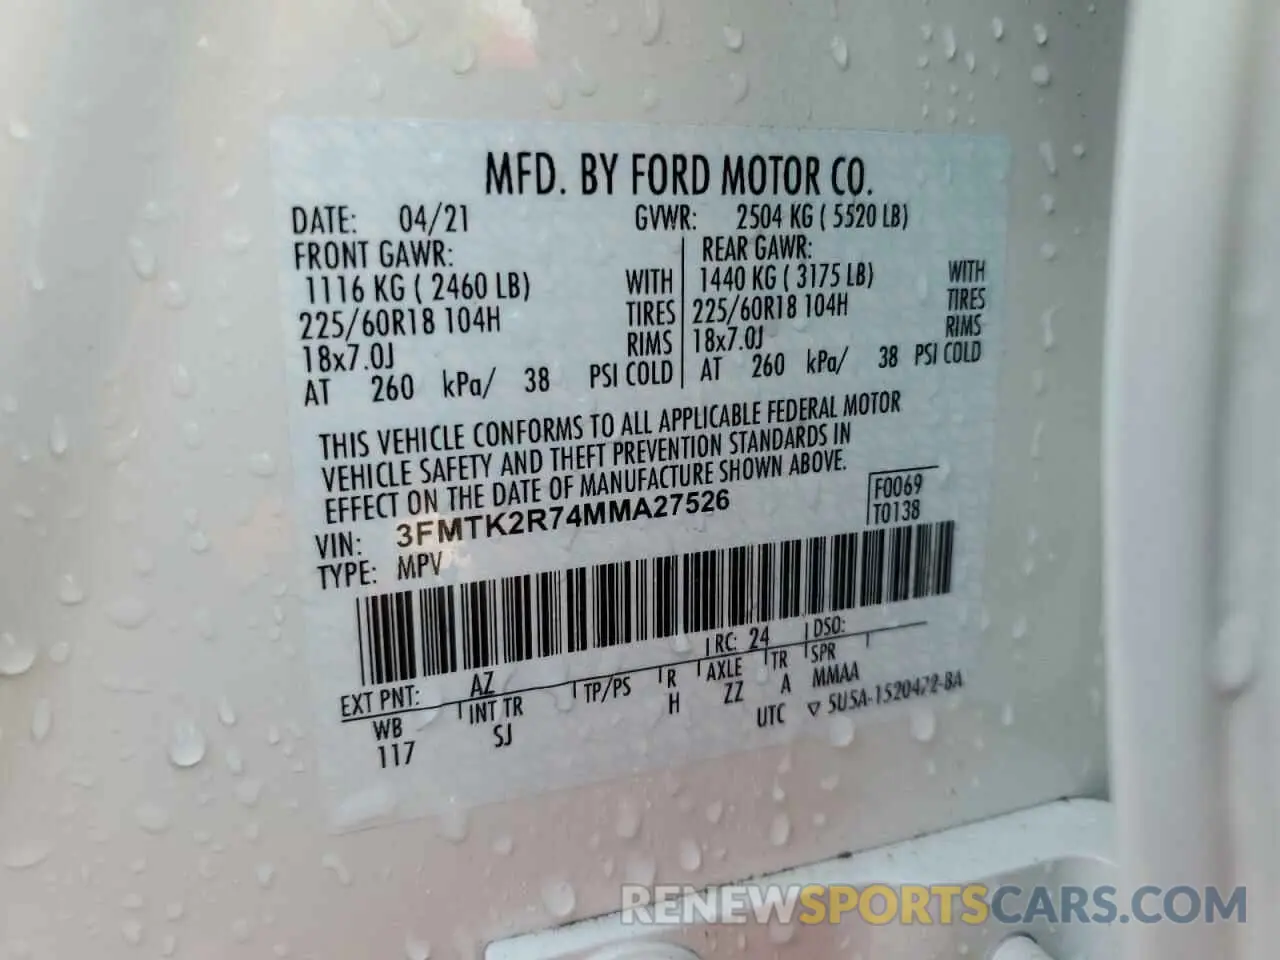 MFD. BY FORD MOTOR CO.
DATE: 04/21 GVWR: 2504 KG ( 5520 LB)
FRONT GAWR: REAR GAWR:
1116 KG ( 2460 LB) WITH 1440 KG ( 3175 LB) WITH
225/60R18 104H TIRES 225/60R18 104H TIRES
18x7.0J RIMS 18x7.0J RIMS
AT 260 kPa/ 38 PSI COLD AT 260 kPa/ 38 PSI COLD
THIS VEHICLE CONFORMS TO ALL APPLICABLE FEDERAL MOTOR
VEHICLE SAFETY AND THEFT PREVENTION STANDARDS IN
EFFECT ON THE DATE OF MANUFACTURE SHOWN ABOVE.
F0069
VIN: 3FMTK2R74MMA27526 T0138
TYPE: MPV
EXT PNT: AZ RC: 24 DSO:
WB INT TR TP/PS R AXLE TR SPR
117 SJ H ZZ A MMAA
UTC ▽ 5USA-1520472-BA
RENEWSPORTSCARS.COM